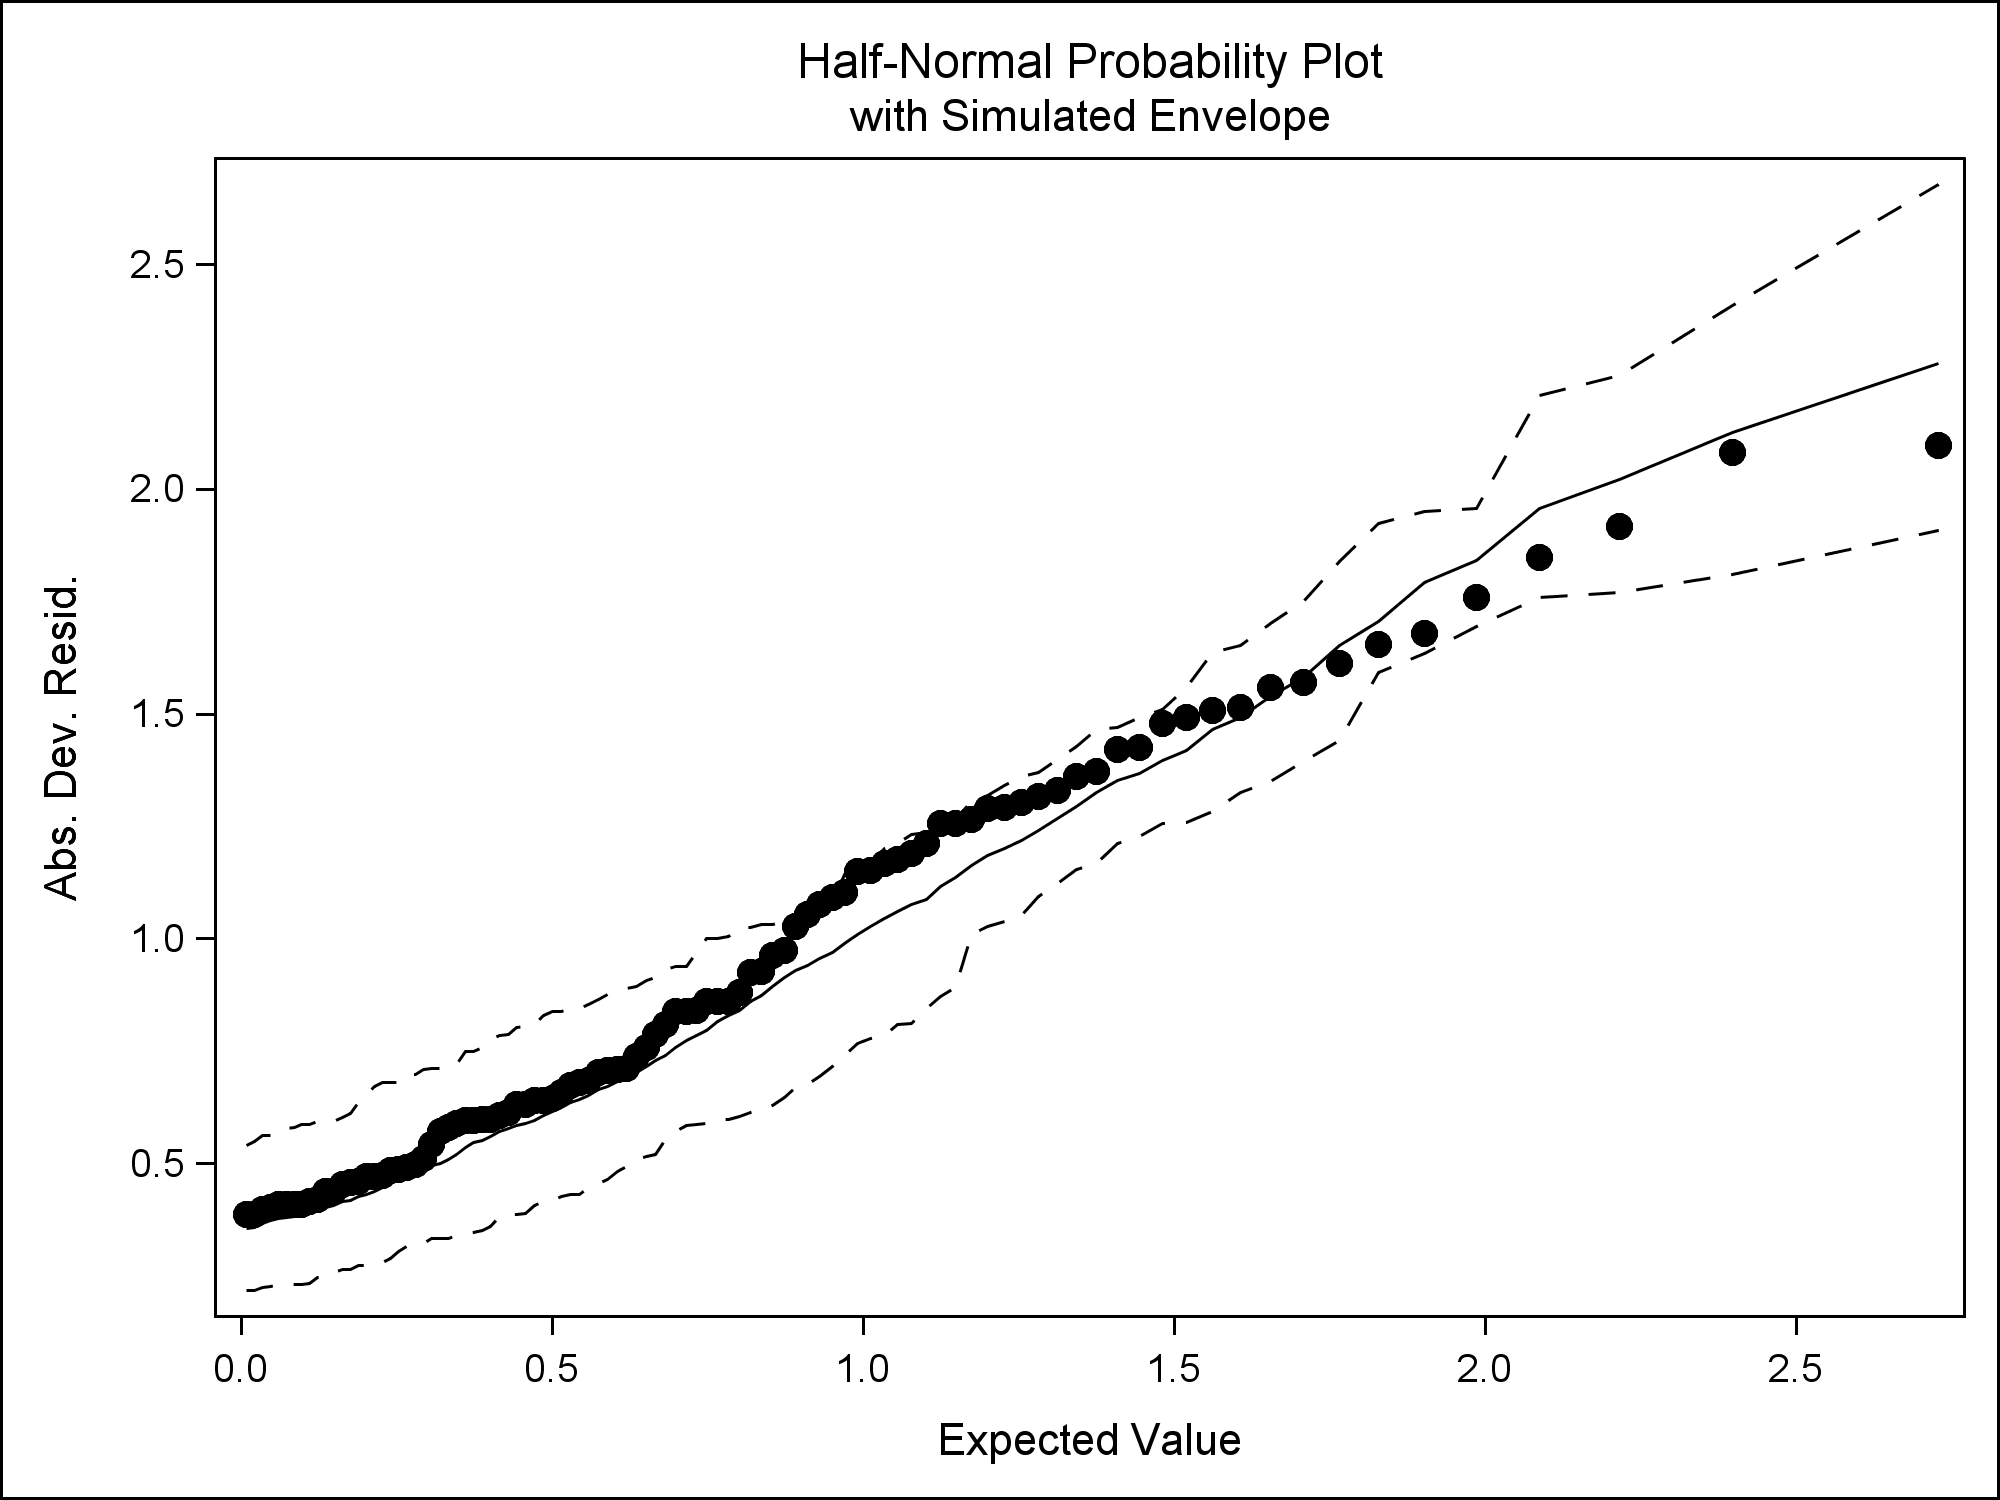 Half-Normal Probability Plot
with Simulated Envelope
Abs. Dev. Resid.
2.5
2.0
1.5
1.0
0.5
0.0 0.5 1.0 1.5 2.0 2.5
Expected Value